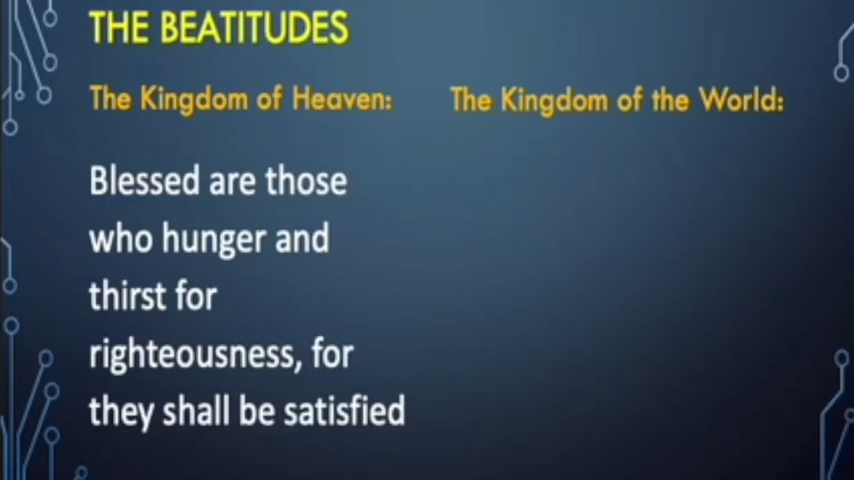 THE BEATITUDES
The Kingdom of Heaven: The Kingdom of the World:
Blessed are those
who hunger and
thirst for
righteousness, for
they shall be satisfied